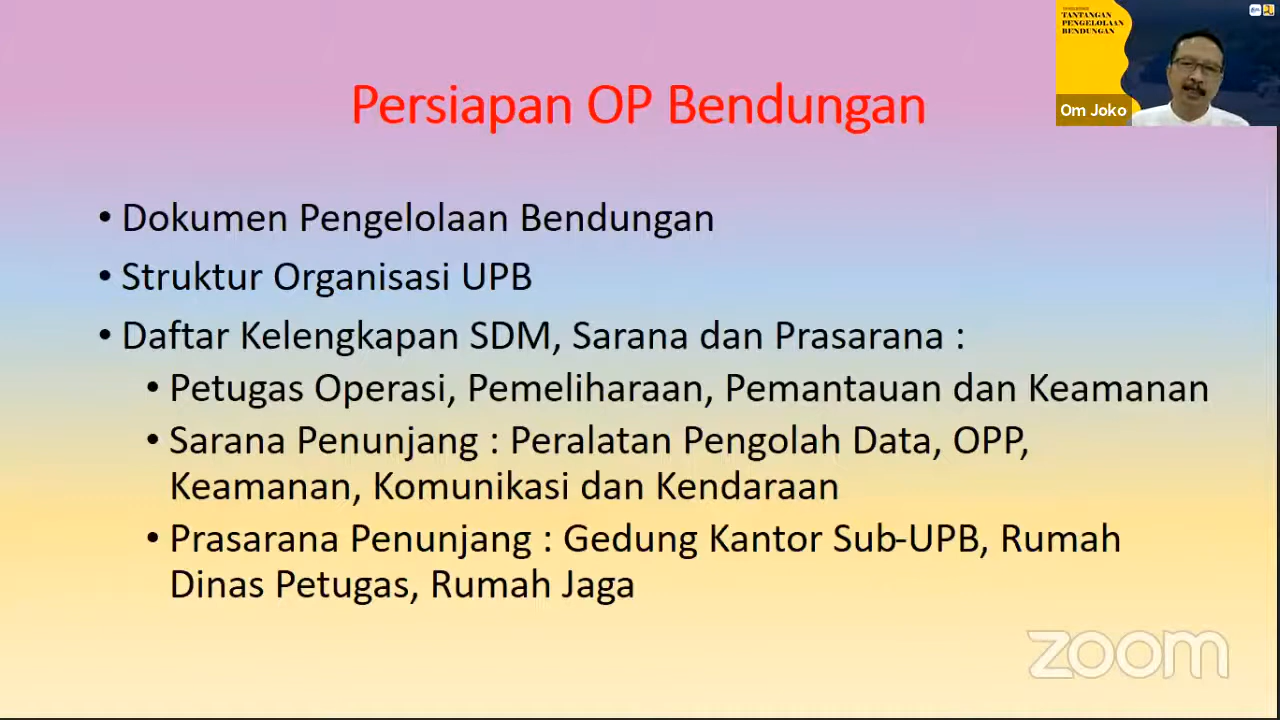 TANTANGAN
PENGELOLAAN
BENDUNGAN
Om Joko
Persiapan OP Bendungan
• Dokumen Pengelolaan Bendungan
• Struktur Organisasi UPB
• Daftar Kelengkapan SDM, Sarana dan Prasarana :
• Petugas Operasi, Pemeliharaan, Pemantauan dan Keamanan
• Sarana Penunjang : Peralatan Pengolah Data, OPP,
Keamanan, Komunikasi dan Kendaraan
• Prasarana Penunjang : Gedung Kantor Sub-UPB, Rumah
Dinas Petugas, Rumah Jaga
zoom